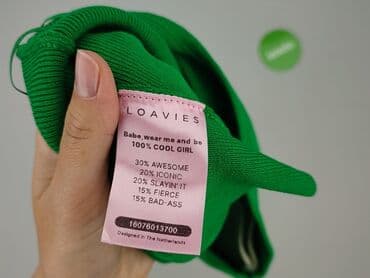 LOAVIES
Babe, wear me and be
100% COOL GIRL
30% AWESOME
20% ICONIC
20% SLAYIN' IT
15% FIERCE
15% BAD-ASS
16076013700
Designed in The Netherlands